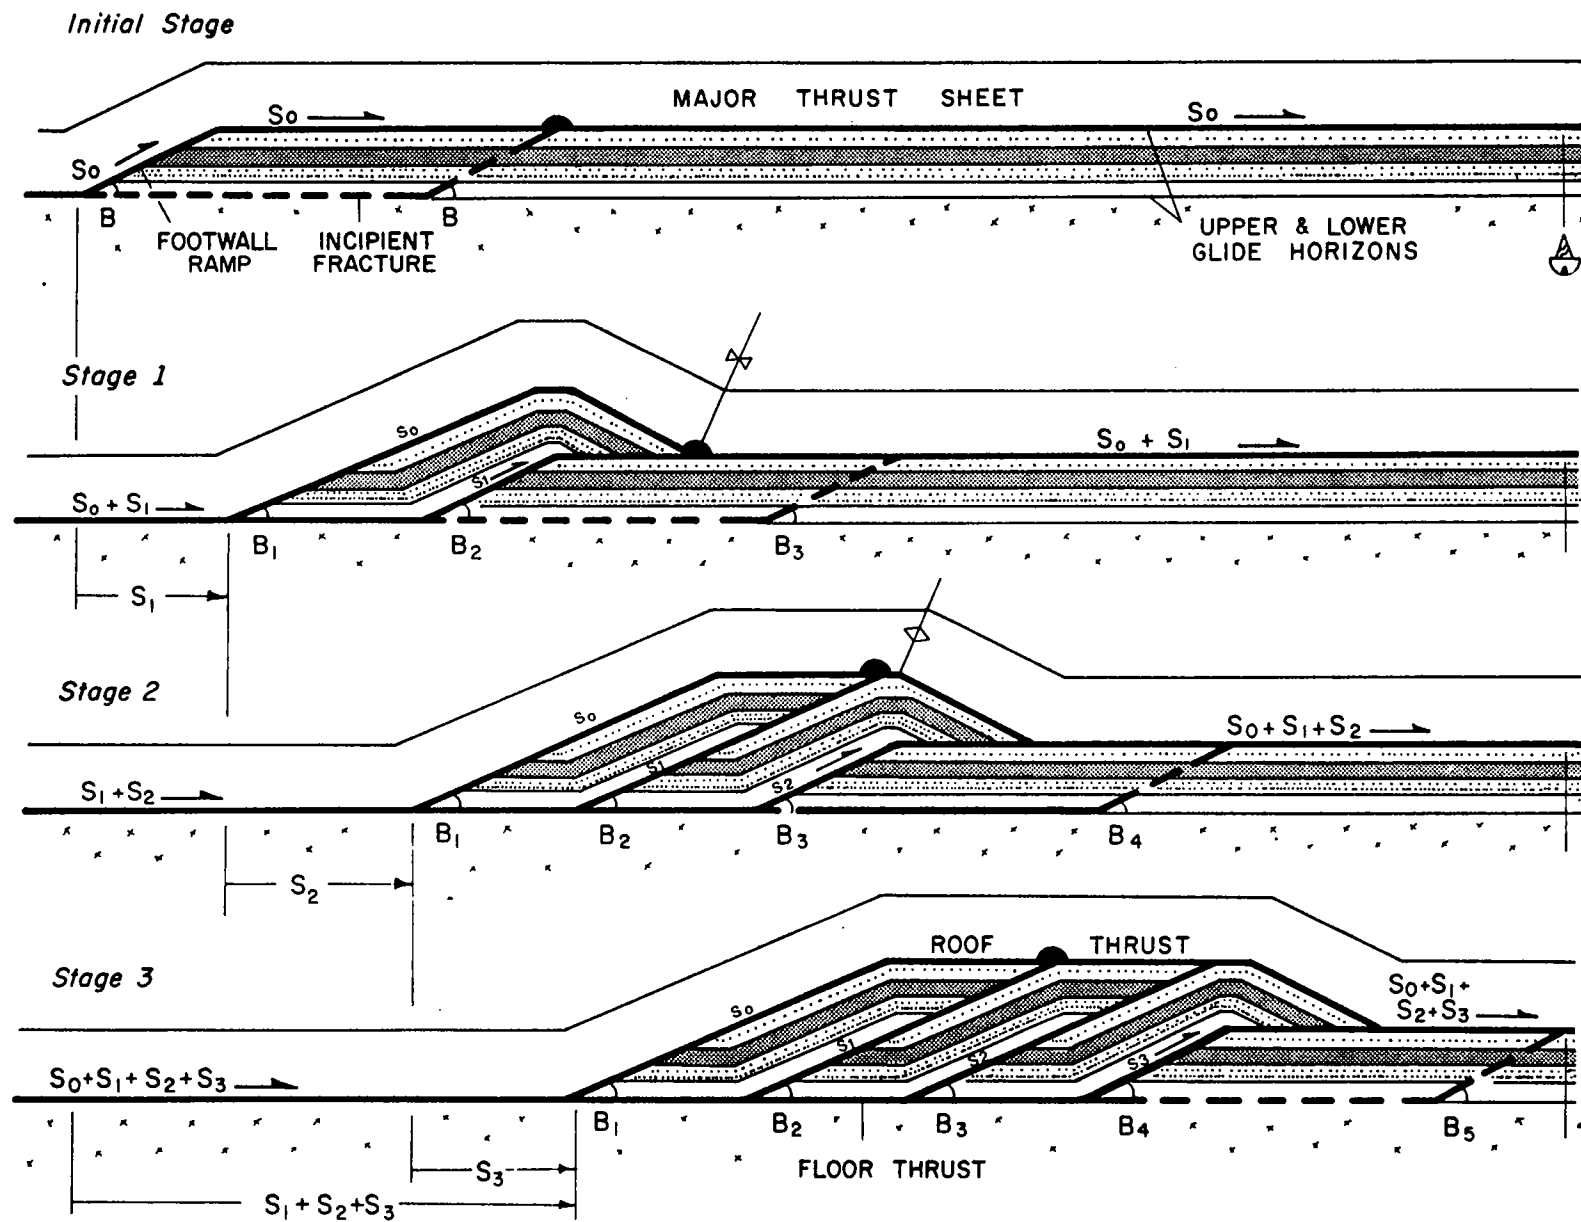 Initial Stage
MAJOR THRUST SHEET
So
So
So
B
B
FOOTWALL
RAMP
INCIPIENT
FRACTURE
UPPER & LOWER
GLIDE HORIZONS
Stage 1
So
S1
So + S1
So + S1
B1
B2
B3
S1
Stage 2
So
S1
S2
So + S1 + S2
S1 + S2
B1
B2
B3
B4
S2
Stage 3
ROOF THRUST
So
S1
S2
S3
So+S1+
S2+S3
So+S1+S2+S3
B1
B2
B3
B4
B5
S3
FLOOR THRUST
S1 + S2+S3